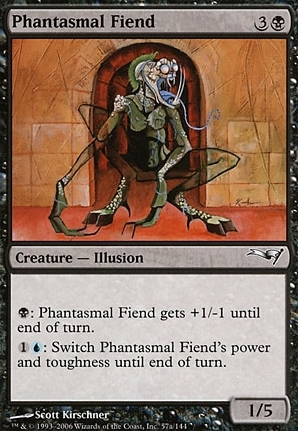 Phantasmal Fiend 3
Creature — Illusion
: Phantasmal Fiend gets +1/-1 until
end of turn.
1 : Switch Phantasmal Fiend's power
and toughness until end of turn.
Scott Kirschner
1/5
™ & © 1993-2006 Wizards of the Coast, Inc. 57a/144